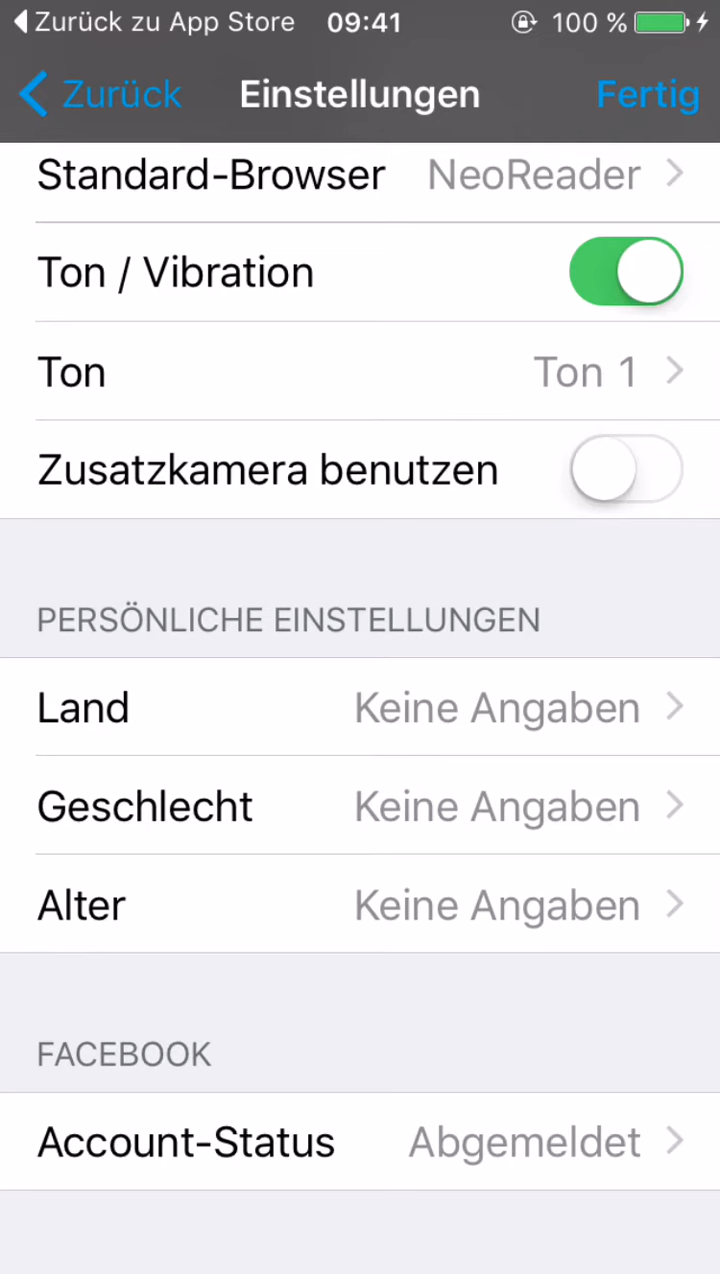 Zurück zu App Store 09:41 100 %
Zurück Einstellungen Fertig
Standard-Browser NeoReader
Ton / Vibration
Ton Ton 1
Zusatzkamera benutzen
PERSÖNLICHE EINSTELLUNGEN
Land Keine Angaben
Geschlecht Keine Angaben
Alter Keine Angaben
FACEBOOK
Account-Status Abgemeldet